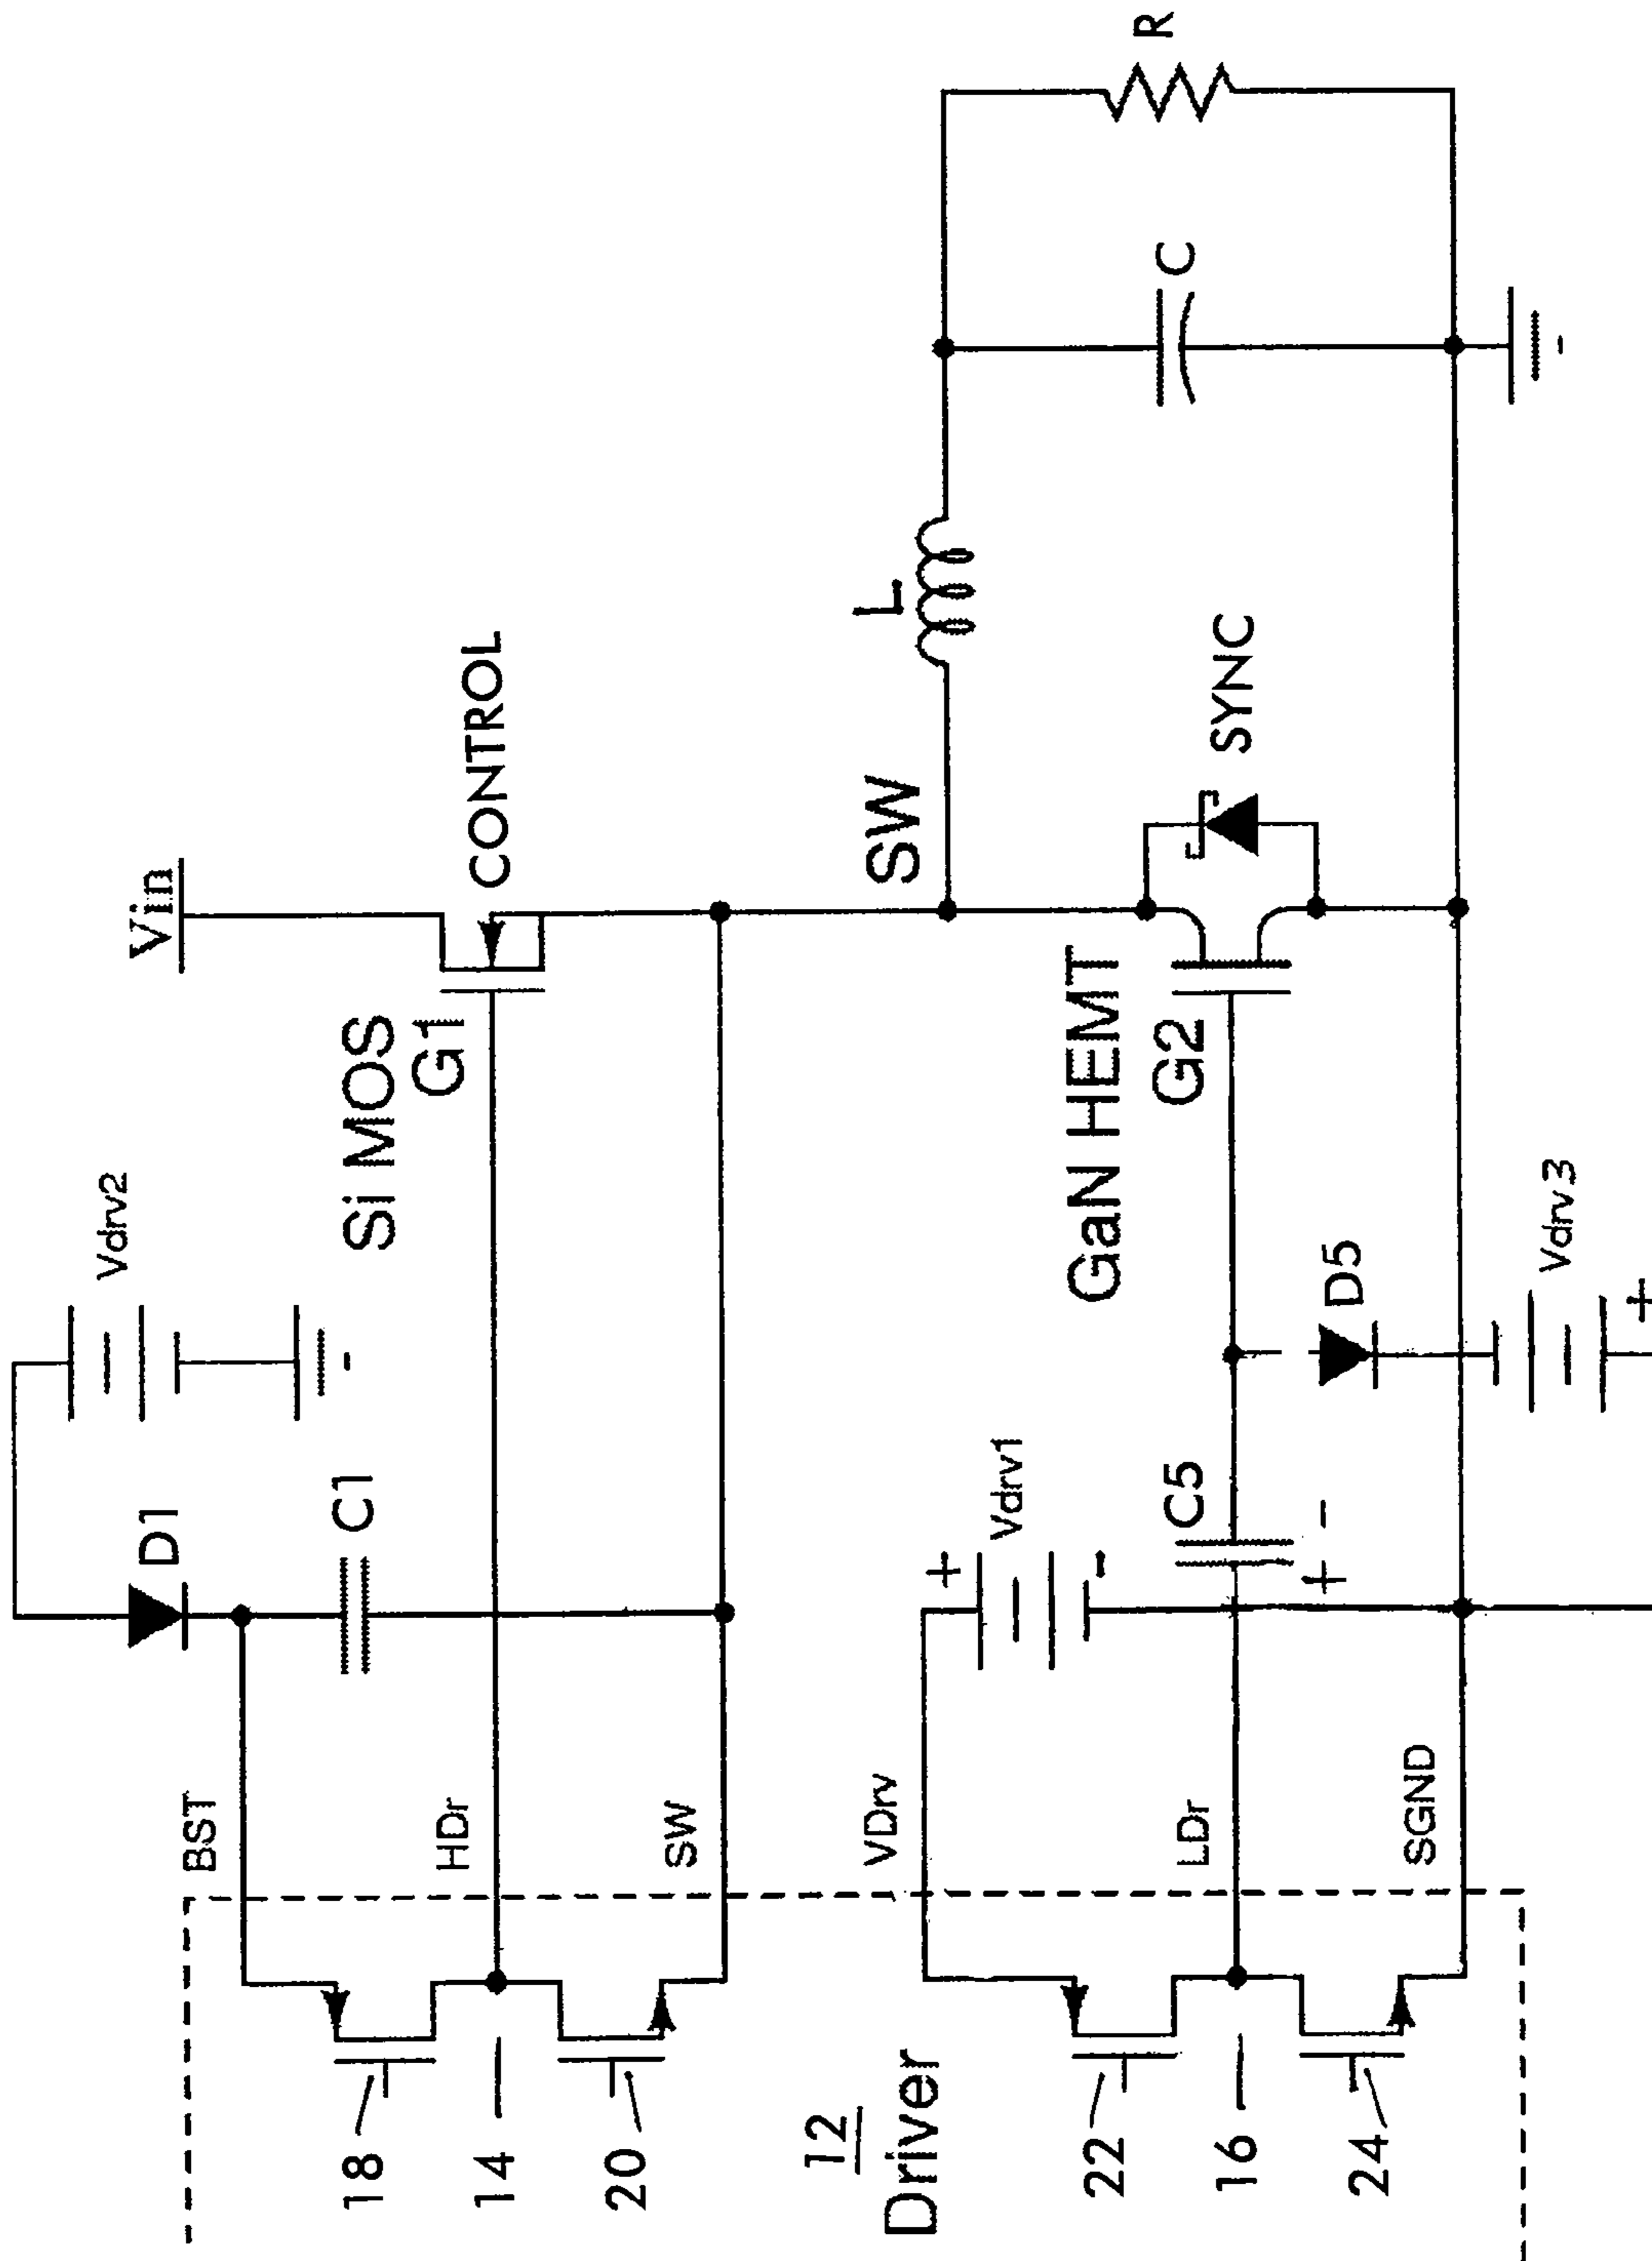 Vin
CONTROL
Si MOS
G1
Vdrv2
D1
C1
BST
HDr
SW
18
14
20
12
Driver
VDrv
Vdrv1
+
-
LDr
C5
+ -
SGND
22
16
24
GaN HEMT
G2
D5
Vdrv3
+
SW
L
SYNC
C
R